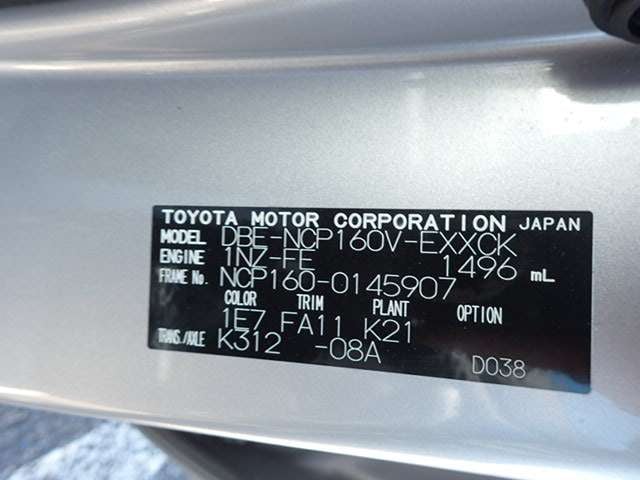 TOYOTA MOTOR CORPORATION JAPAN
MODEL DBE-NCP160V-EXXCK
ENGINE 1NZ-FE 1496 mL
FRAME No. NCP160-0145907
COLOR TRIM PLANT OPTION
1E7 FA11 K21
TRANS./AXLE K312 -08A
D038